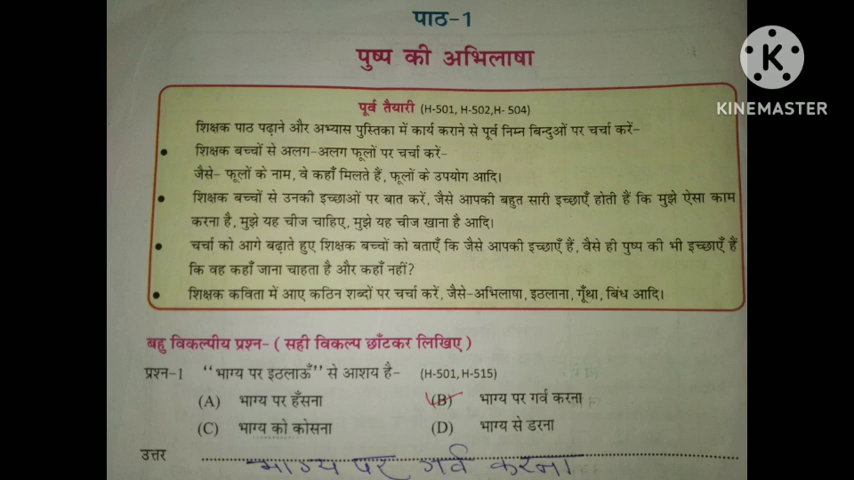 पाठ-1
पुष्प की अभिलाषा
KINEMASTER
पूर्व तैयारी (H-501, H-502,H- 504)
शिक्षक पाठ पढ़ाने और अभ्यास पुस्तिका में कार्य कराने से पूर्व निम्न बिन्दुओं पर चर्चा करें-
• शिक्षक बच्चों से अलग-अलग फूलों पर चर्चा करें-
जैसे- फूलों के नाम, वे कहाँ मिलते हैं, फूलों के उपयोग आदि।
• शिक्षक बच्चों से उनकी इच्छाओं पर बात करें, जैसे आपकी बहुत सारी इच्छाएँ होती हैं कि मुझे ऐसा काम
करना है, मुझे यह चीज चाहिए, मुझे यह चीज खाना है आदि।
• चर्चा को आगे बढ़ाते हुए शिक्षक बच्चों को बताएँ कि जैसे आपकी इच्छाएँ हैं, वैसे ही पुष्प की भी इच्छाएँ हैं
कि वह कहाँ जाना चाहता है और कहाँ नहीं?
• शिक्षक कविता में आए कठिन शब्दों पर चर्चा करें, जैसे-अभिलाषा, इठलाना, गूँथा, बिंध आदि।
बहु विकल्पीय प्रश्न- ( सही विकल्प छाँटकर लिखिए )
प्रश्न-1 "भाग्य पर इठलाऊँ" से आशय है- (H-501, H-515)
(A) भाग्य पर हँसना (B) भाग्य पर गर्व करना
(C) भाग्य को कोसना (D) भाग्य से डरना
उत्तर भाग्य पर गर्व करना